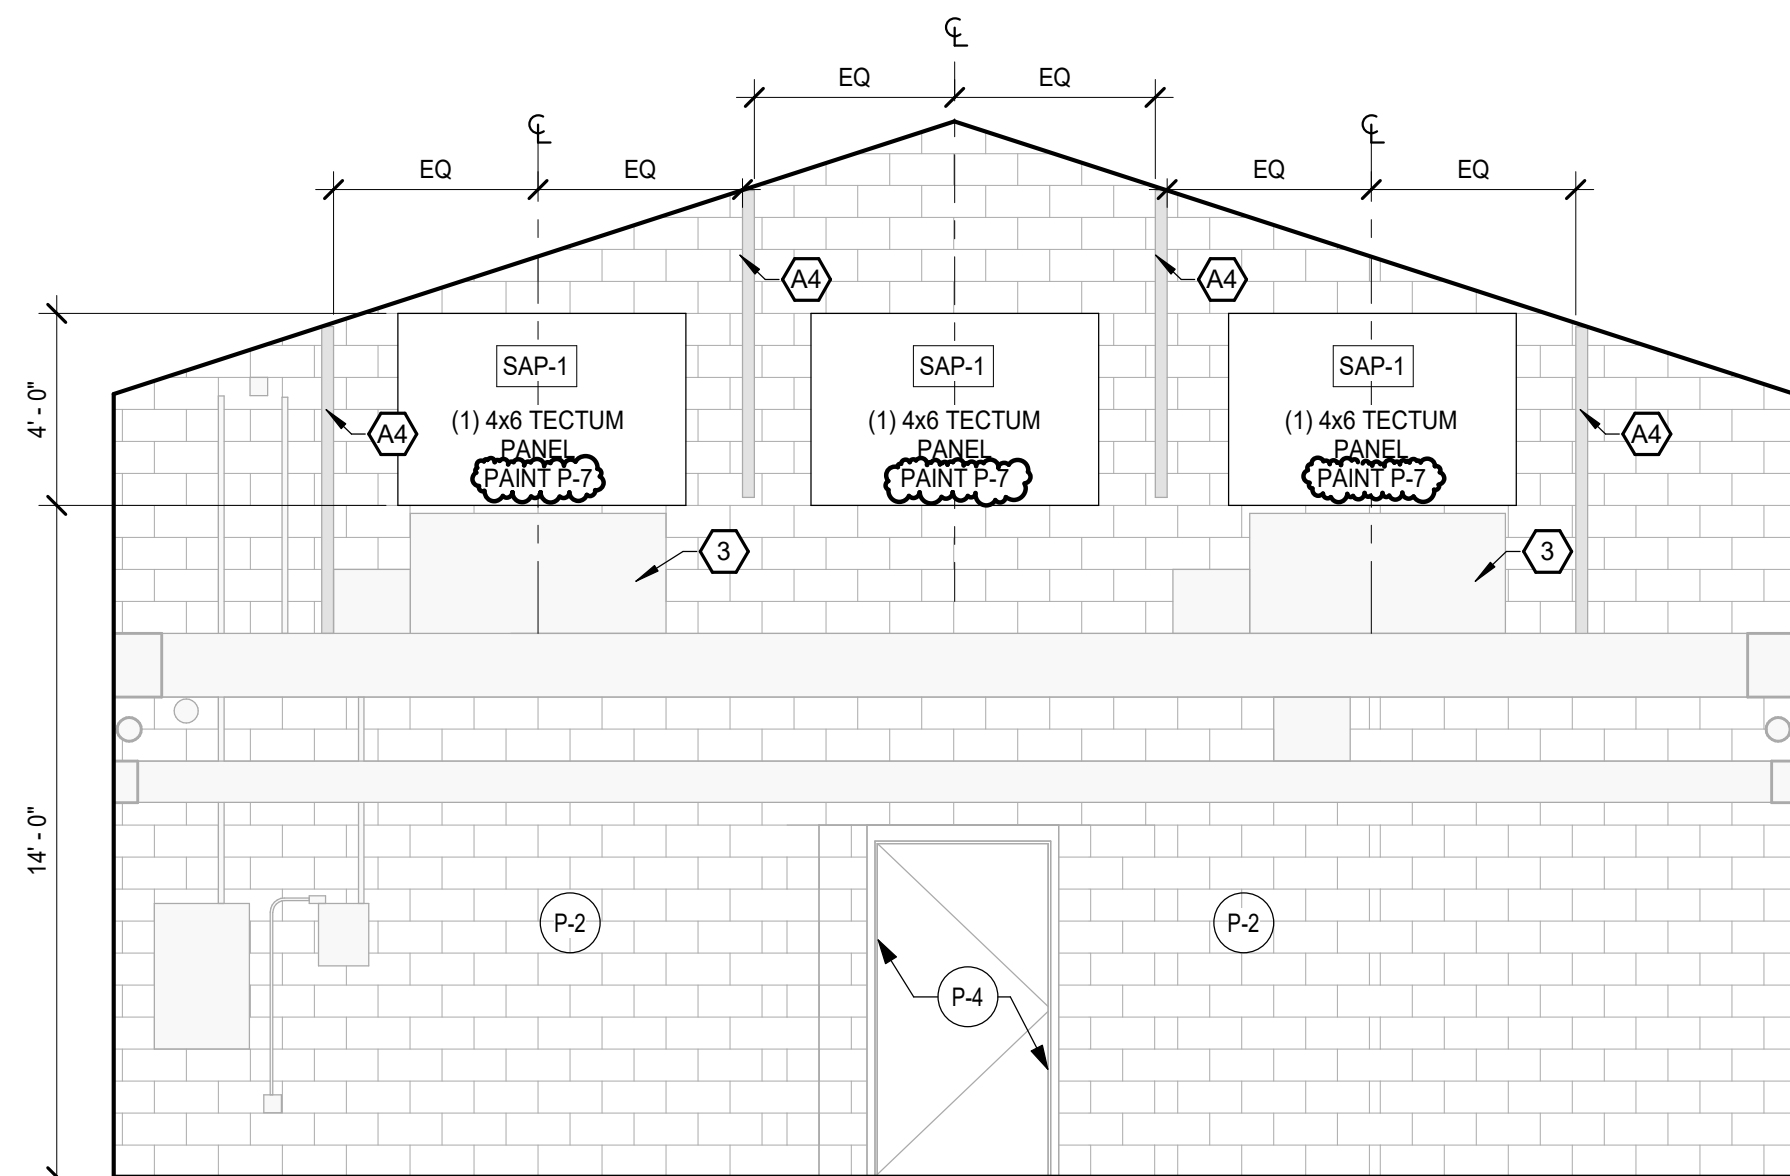 ℄
EQ EQ
℄ ℄
EQ EQ EQ EQ
A4 A4
4' - 0"
SAP-1 SAP-1 SAP-1
(1) 4x6 TECTUM (1) 4x6 TECTUM (1) 4x6 TECTUM
PANEL PANEL PANEL
PAINT P-7 PAINT P-7 PAINT P-7
A4 A4
3 3
14' - 0"
P-2 P-2
P-4